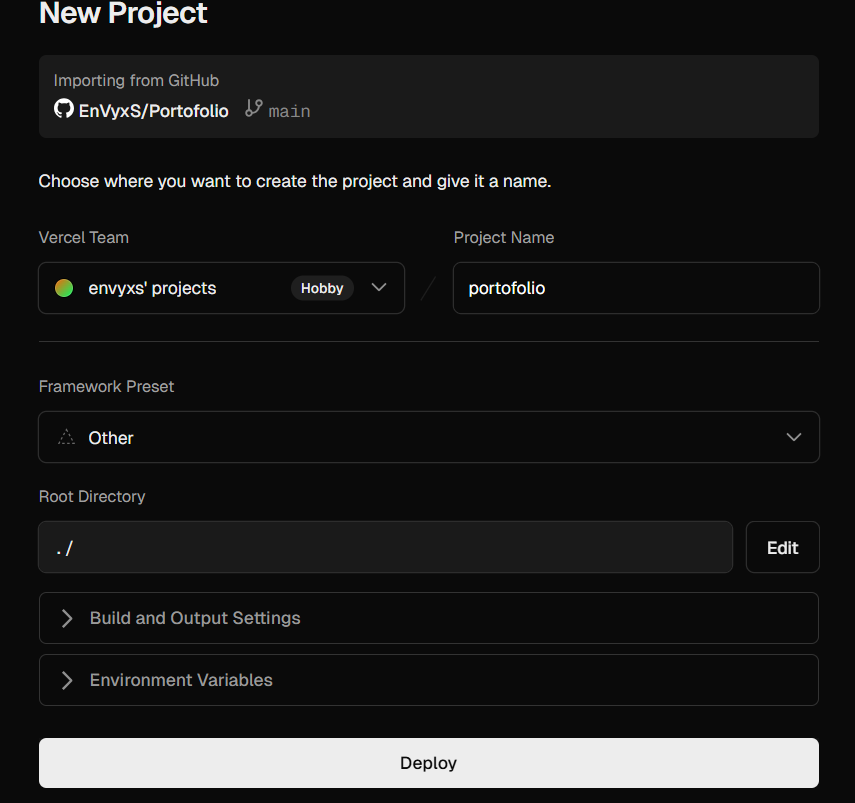 New Project
Importing from GitHub
EnVyxS/Portofolio main
Choose where you want to create the project and give it a name.
Vercel Team
Project Name
envyxs' projects Hobby
portofolio
Framework Preset
Other
Root Directory
./
Edit
Build and Output Settings
Environment Variables
Deploy